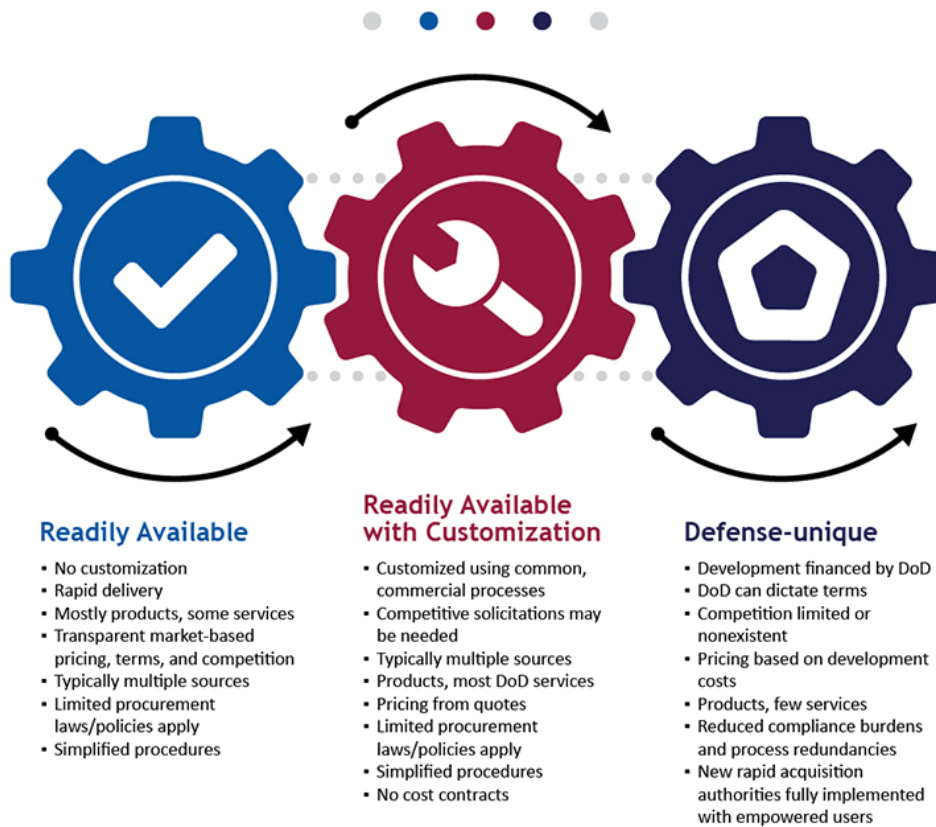 Readily Available
▪ No customization
▪ Rapid delivery
▪ Mostly products, some services
▪ Transparent market-based
pricing, terms, and competition
▪ Typically multiple sources
▪ Limited procurement
laws/policies apply
▪ Simplified procedures
Readily Available
with Customization
▪ Customized using common,
commercial processes
▪ Competitive solicitations may
be needed
▪ Typically multiple sources
▪ Products, most DoD services
▪ Pricing from quotes
▪ Limited procurement
laws/policies apply
▪ Simplified procedures
▪ No cost contracts
Defense-unique
▪ Development financed by DoD
▪ DoD can dictate terms
▪ Competition limited or
nonexistent
▪ Pricing based on development
costs
▪ Products, few services
▪ Reduced compliance burdens
and process redundancies
▪ New rapid acquisition
authorities fully implemented
with empowered users